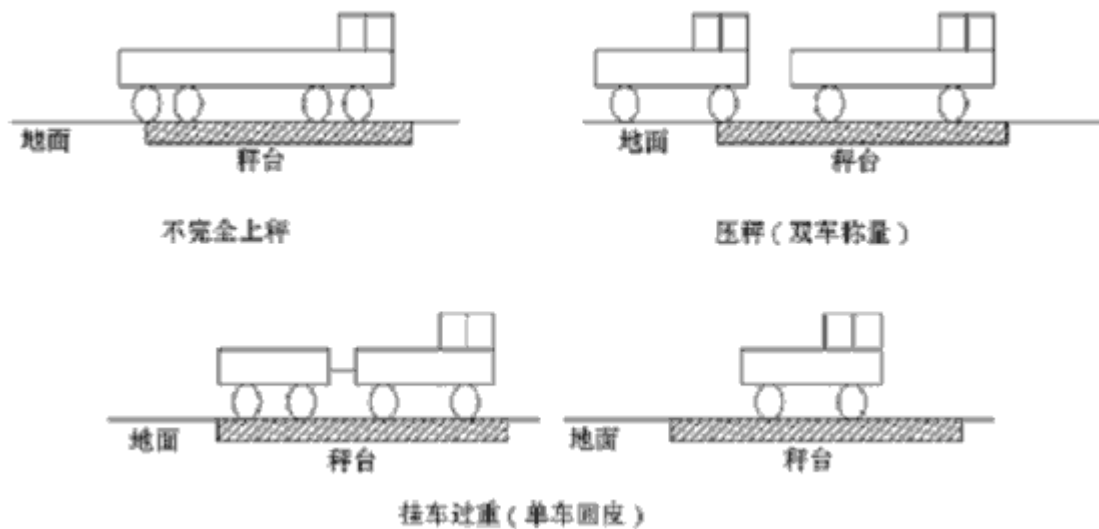 地面
秤台
不完全上秤
地面
秤台
压秤(双车称量)
地面
秤台
地面
秤台
挂车过重(单车回皮)